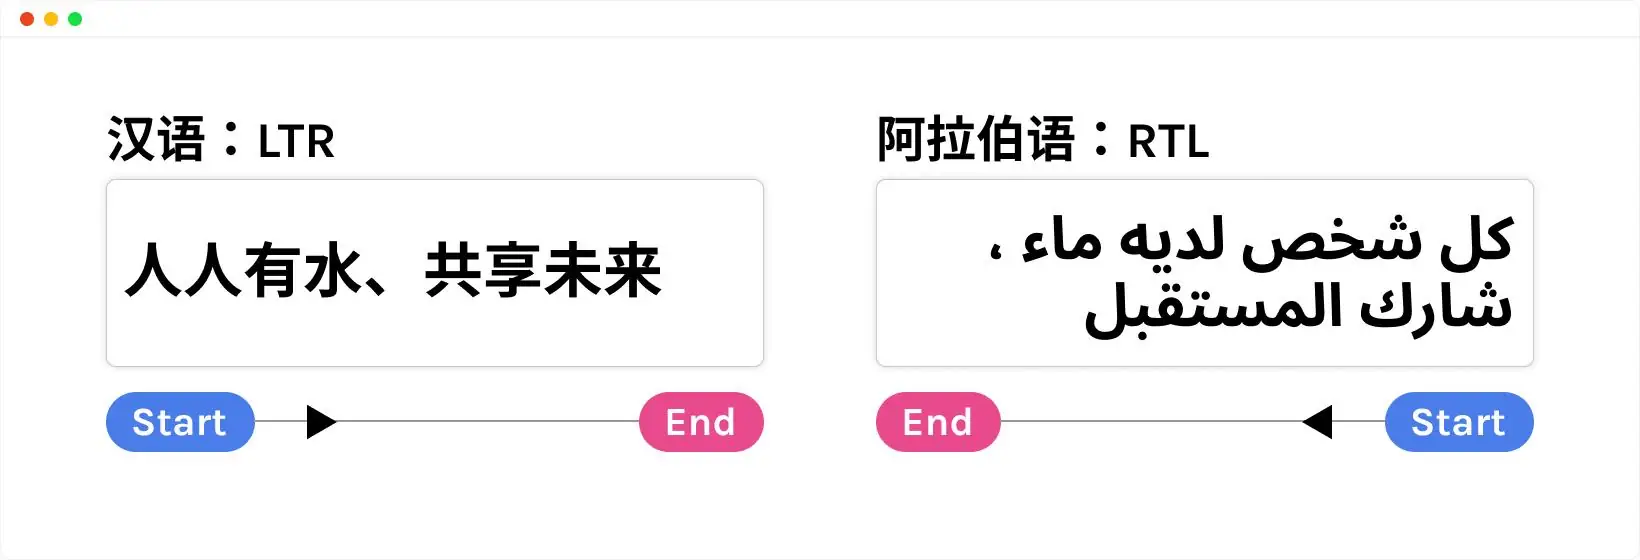 汉语：LTR
人人有水、共享未来
Start
End
阿拉伯语：RTL
كل شخص لديه ماء ،
شارك المستقبل
End
Start